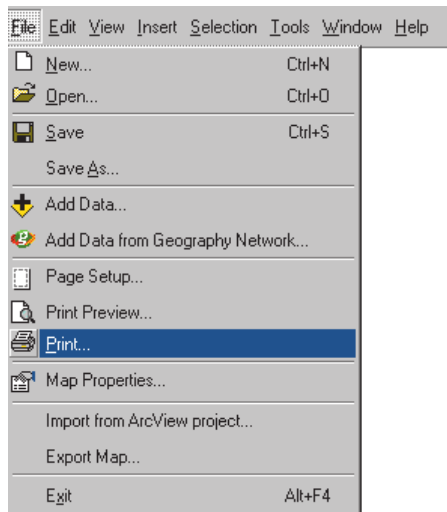 File Edit View Insert Selection Tools Window Help
New... Ctrl+N
Open... Ctrl+O
Save Ctrl+S
Save As...
Add Data...
Add Data from Geography Network...
Page Setup...
Print Preview...
Print...
Map Properties...
Import from ArcView project...
Export Map...
Exit Alt+F4